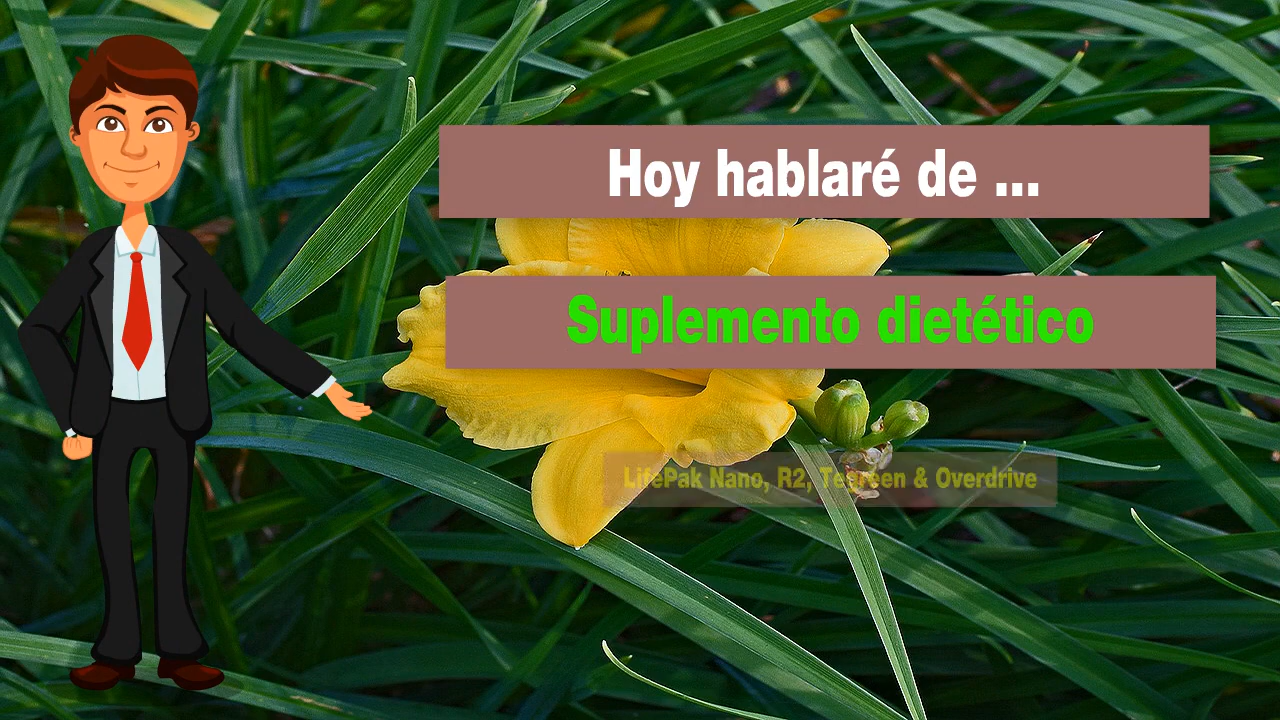 Hoy hablaré de ...
Suplemento dietético
LifePak Nano, R2, Tegreen & Overdrive